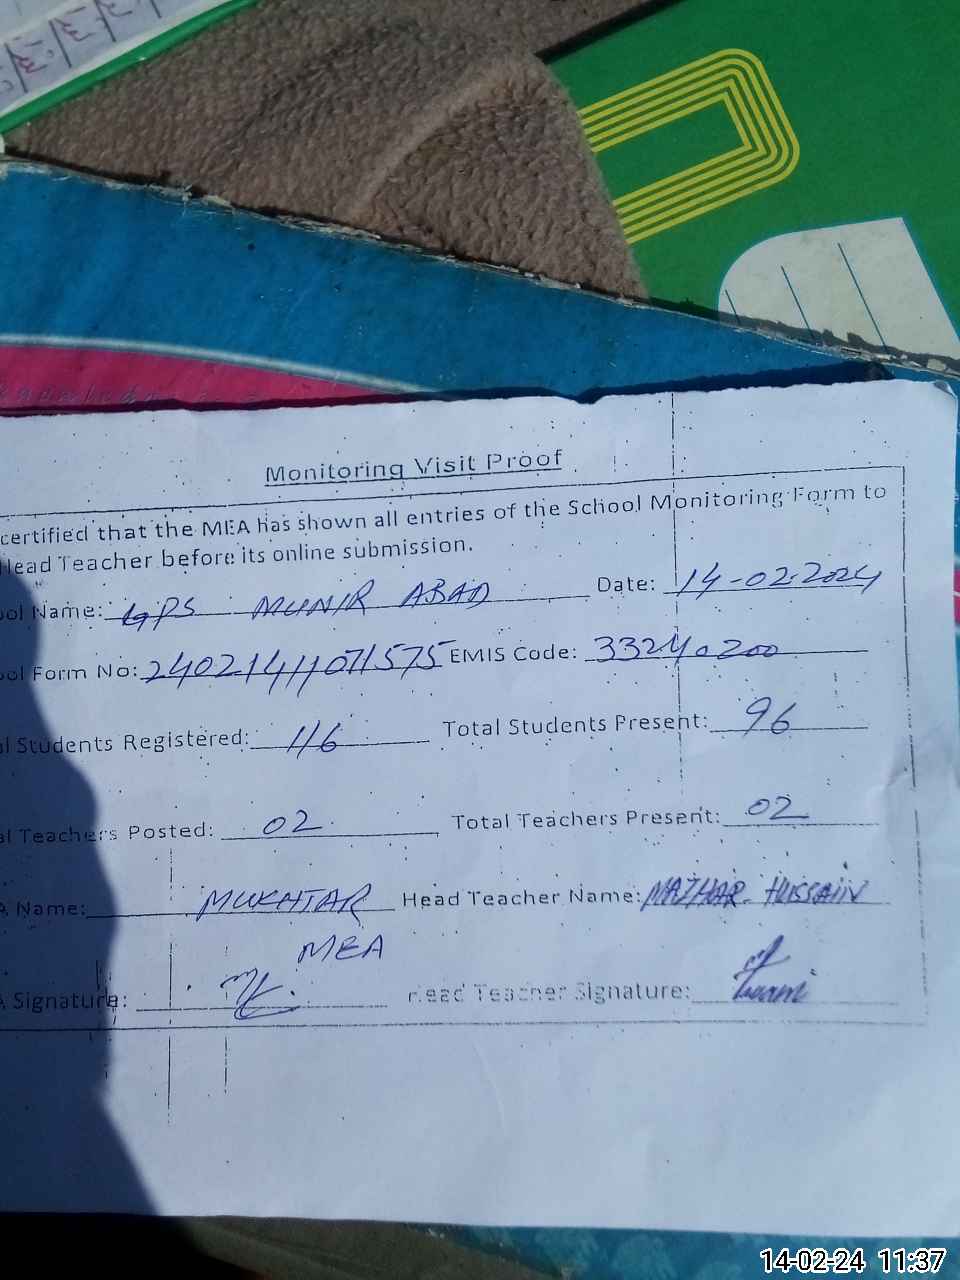 Monitoring Visit Proof
certified that the MEA has shown all entries of the School Monitoring Form to
Head Teacher before its online submission.
ool Name: GPS MUNIR ABAD Date: 14-02-2024
ool Form No: 24021411071575 EMIS Code: 33240200
al Students Registered: 116 Total Students Present: 96
al Teachers Posted: 02 Total Teachers Present: 02
A Name: MUKHTAR Head Teacher Name: MAZHAR HUSSAIN
MEA
A Signature: Head Teacher Signature:
14-02-24 11:37